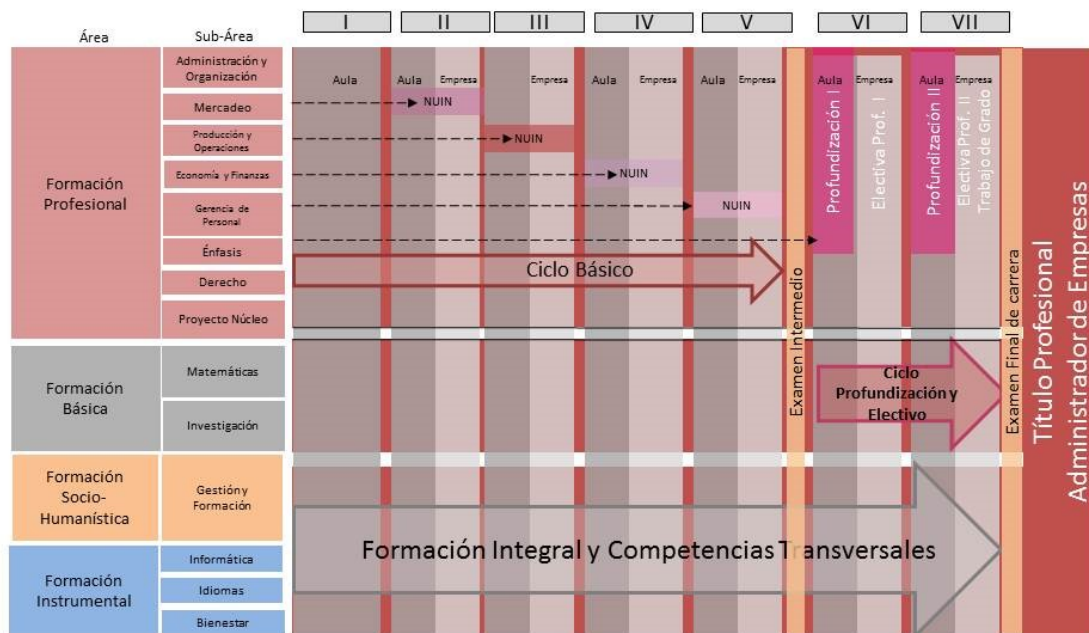 I II III IV V VI VII
Área
Sub-Área
Formación
Profesional
Administración y
Organización
Mercadeo
Producción y
Operaciones
Economía y Finanzas
Gerencia de
Personal
Énfasis
Derecho
Proyecto Núcleo
Formación
Básica
Matemáticas
Investigación
Formación
Socio-
Humanística
Gestión y
Formación
Formación
Instrumental
Informática
Idiomas
Bienestar
Aula Aula Empresa Empresa Aula Empresa Aula Empresa Aula Empresa Aula Empresa
NUIN
NUIN
NUIN
NUIN
Ciclo Básico
Examen Intermedio
Profundización I
Electiva Prof. I
Profundización II
Electiva Prof. II
Trabajo de Grado
Ciclo
Profundización y
Electivo
Examen Final de carrera
Formación Integral y Competencias Transversales
Título Profesional
Administrador de Empresas